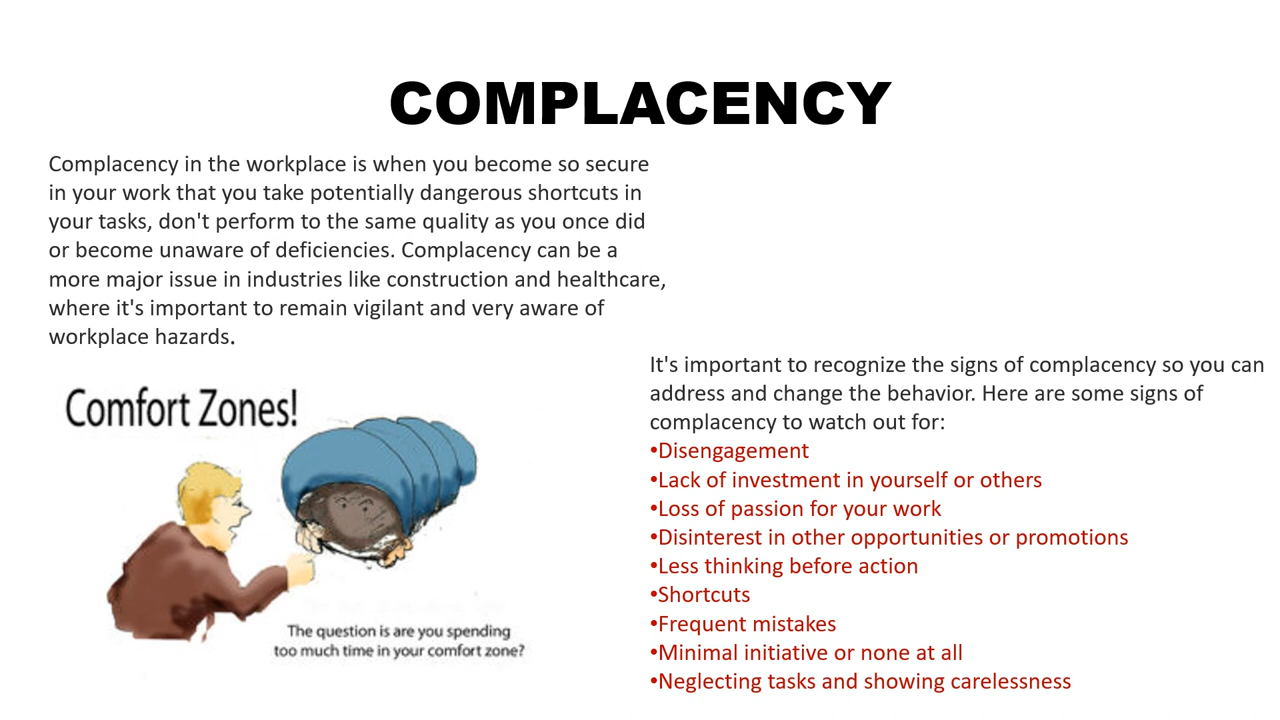 COMPLACENCY
Complacency in the workplace is when you become so secure
in your work that you take potentially dangerous shortcuts in
your tasks, don't perform to the same quality as you once did
or become unaware of deficiencies. Complacency can be a
more major issue in industries like construction and healthcare,
where it's important to remain vigilant and very aware of
workplace hazards.
Comfort Zones!
The question is are you spending
too much time in your comfort zone?
It's important to recognize the signs of complacency so you can
address and change the behavior. Here are some signs of
complacency to watch out for:
•Disengagement
•Lack of investment in yourself or others
•Loss of passion for your work
•Disinterest in other opportunities or promotions
•Less thinking before action
•Shortcuts
•Frequent mistakes
•Minimal initiative or none at all
•Neglecting tasks and showing carelessness